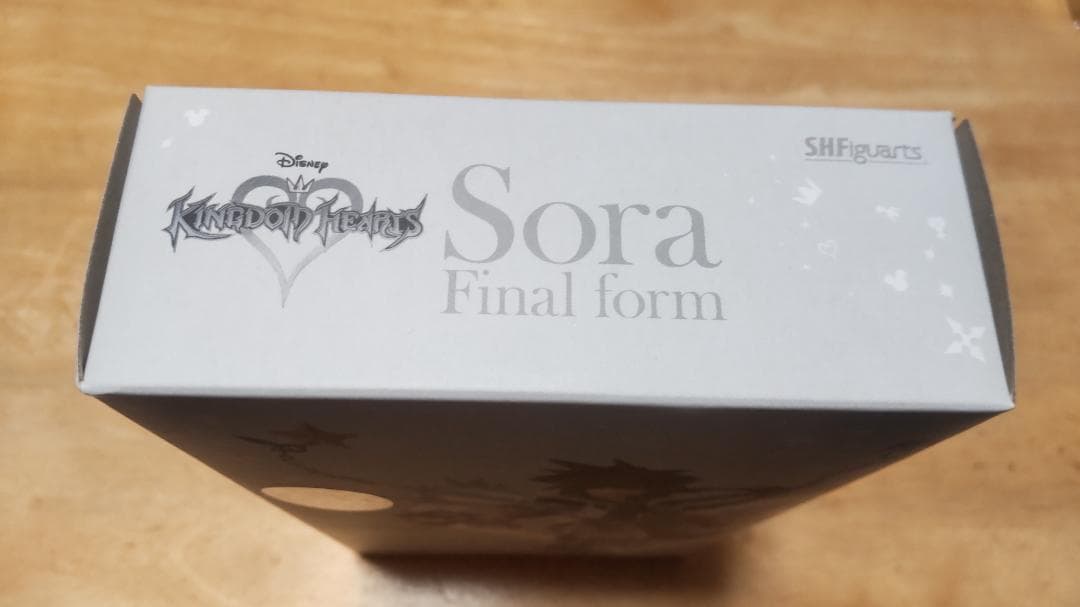 Disney
KINGDOM HEARTS
Sora
Final form
SHFiguarts